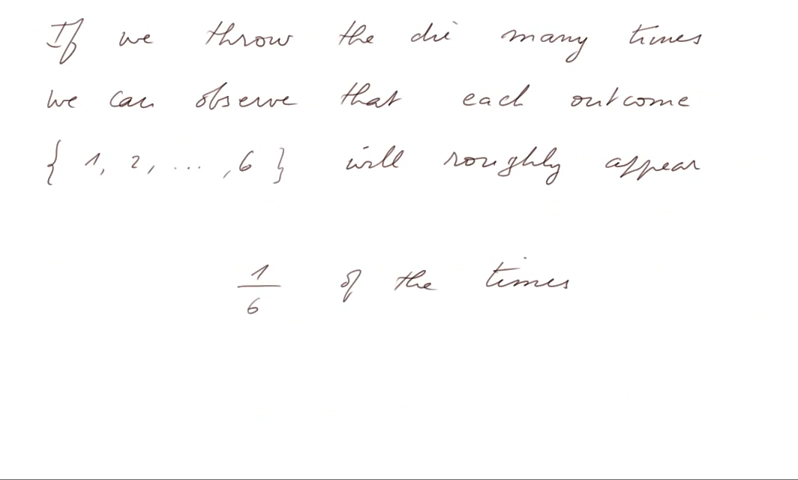 If we throw the die many times
we can observe that each outcome
{ 1, 2, ... , 6 } will roughly appear
1/6 of the times